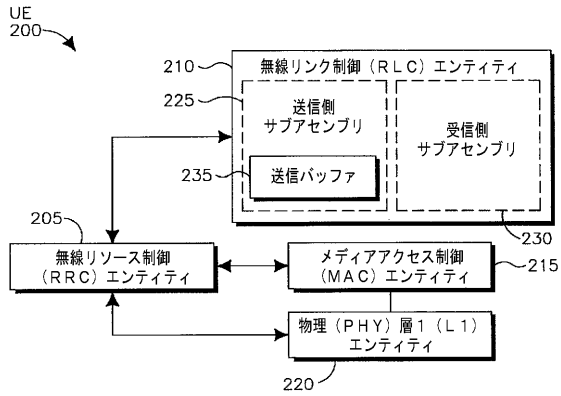 UE
200
210
無線リンク制御(RLC)エンティティ
225
送信側
サブアセンブリ
235
送信バッファ
受信側
サブアセンブリ
230
205
無線リソース制御
(RRC)エンティティ
メディアアクセス制御
(MAC)エンティティ
215
物理(PHY)層1(L1)
エンティティ
220